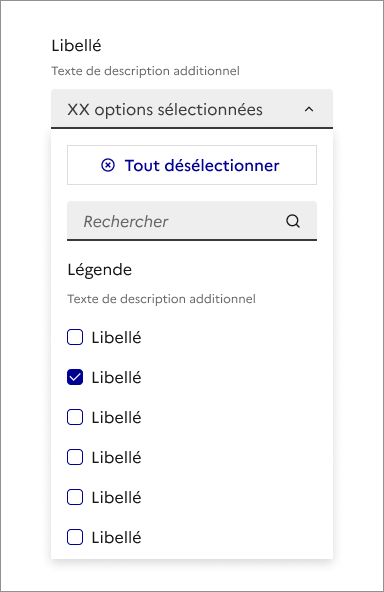 Libellé
Texte de description additionnel
XX options sélectionnées
Tout désélectionner
Rechercher
Légende
Texte de description additionnel
Libellé
Libellé
Libellé
Libellé
Libellé
Libellé